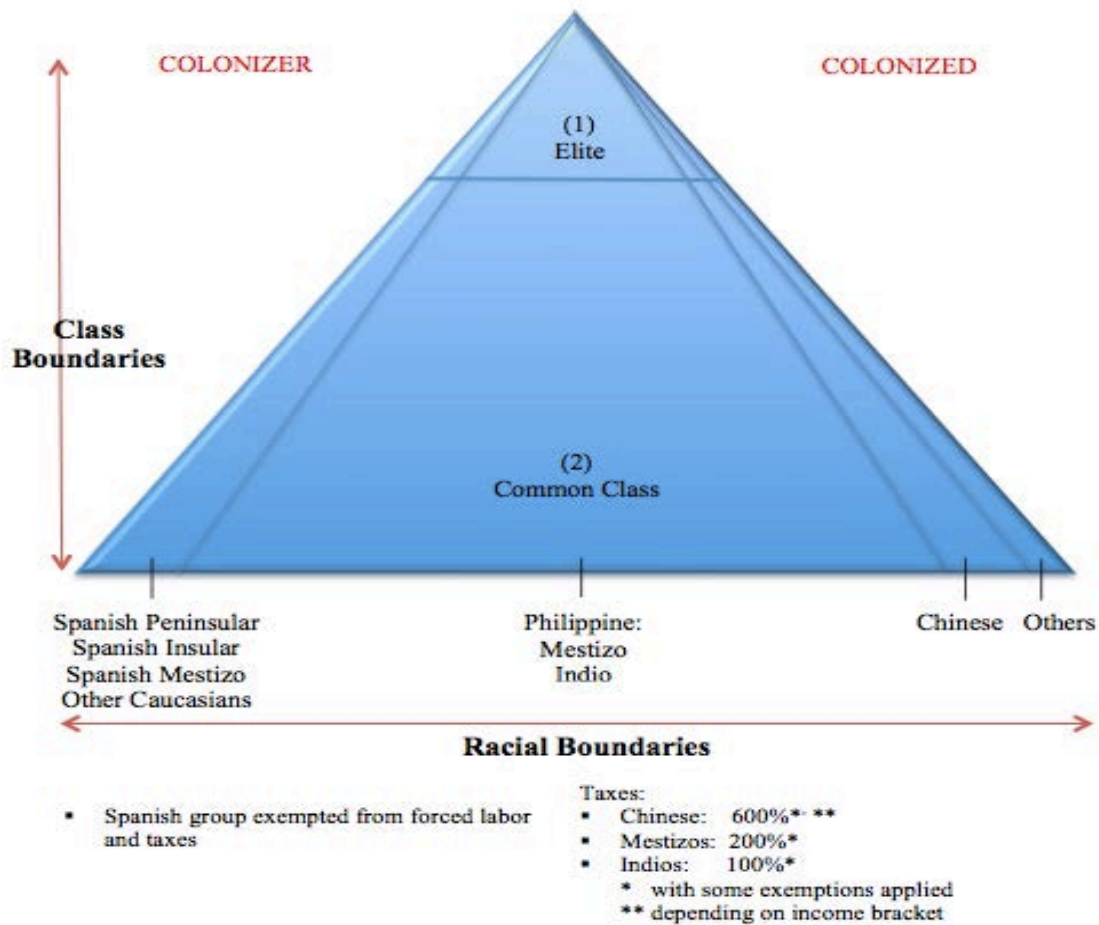 COLONIZER
COLONIZED
(1)
Elite
Class
Boundaries
(2)
Common Class
Spanish Peninsular
Spanish Insular
Spanish Mestizo
Other Caucasians
Philippine:
Mestizo
Indio
Chinese
Others
Racial Boundaries
▪ Spanish group exempted from forced labor
and taxes
Taxes:
▪ Chinese: 600%*, **
▪ Mestizos: 200%*
▪ Indios: 100%*
* with some exemptions applied
** depending on income bracket